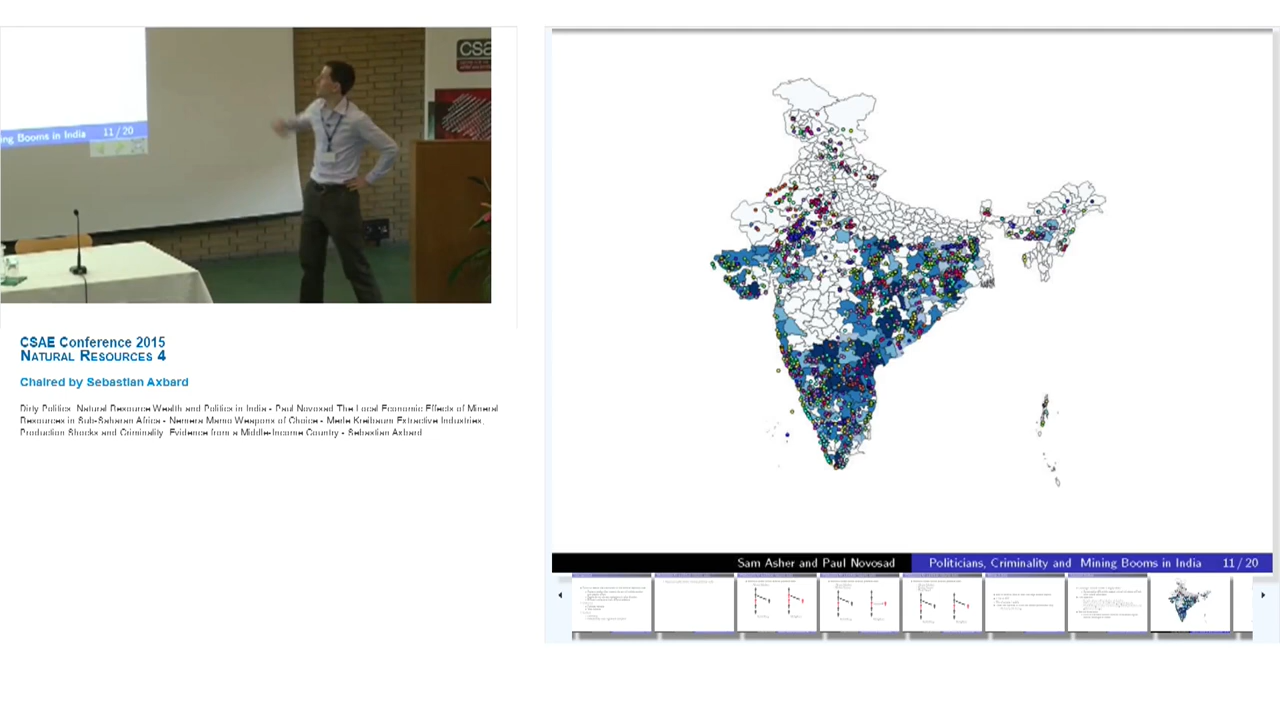 CSA
ing Booms in India 11 / 20
CSAE Conference 2015
NATURAL RESOURCES 4
Chaired by Sebastian Axbard
Dirty Politics Natural Resource Wealth and Politics in India - Paul Novosad The Local Economic Effects of Mineral
Resources in Sub-Saharan Africa - Nemera Mamo Weapons of Choice - Merle Kreibaum Extractive Industries,
Production Shocks and Criminality Evidence from a Middle-Income Country - Sebastian Axbard
Sam Asher and Paul Novosad Politicians, Criminality and Mining Booms in India 11 / 20